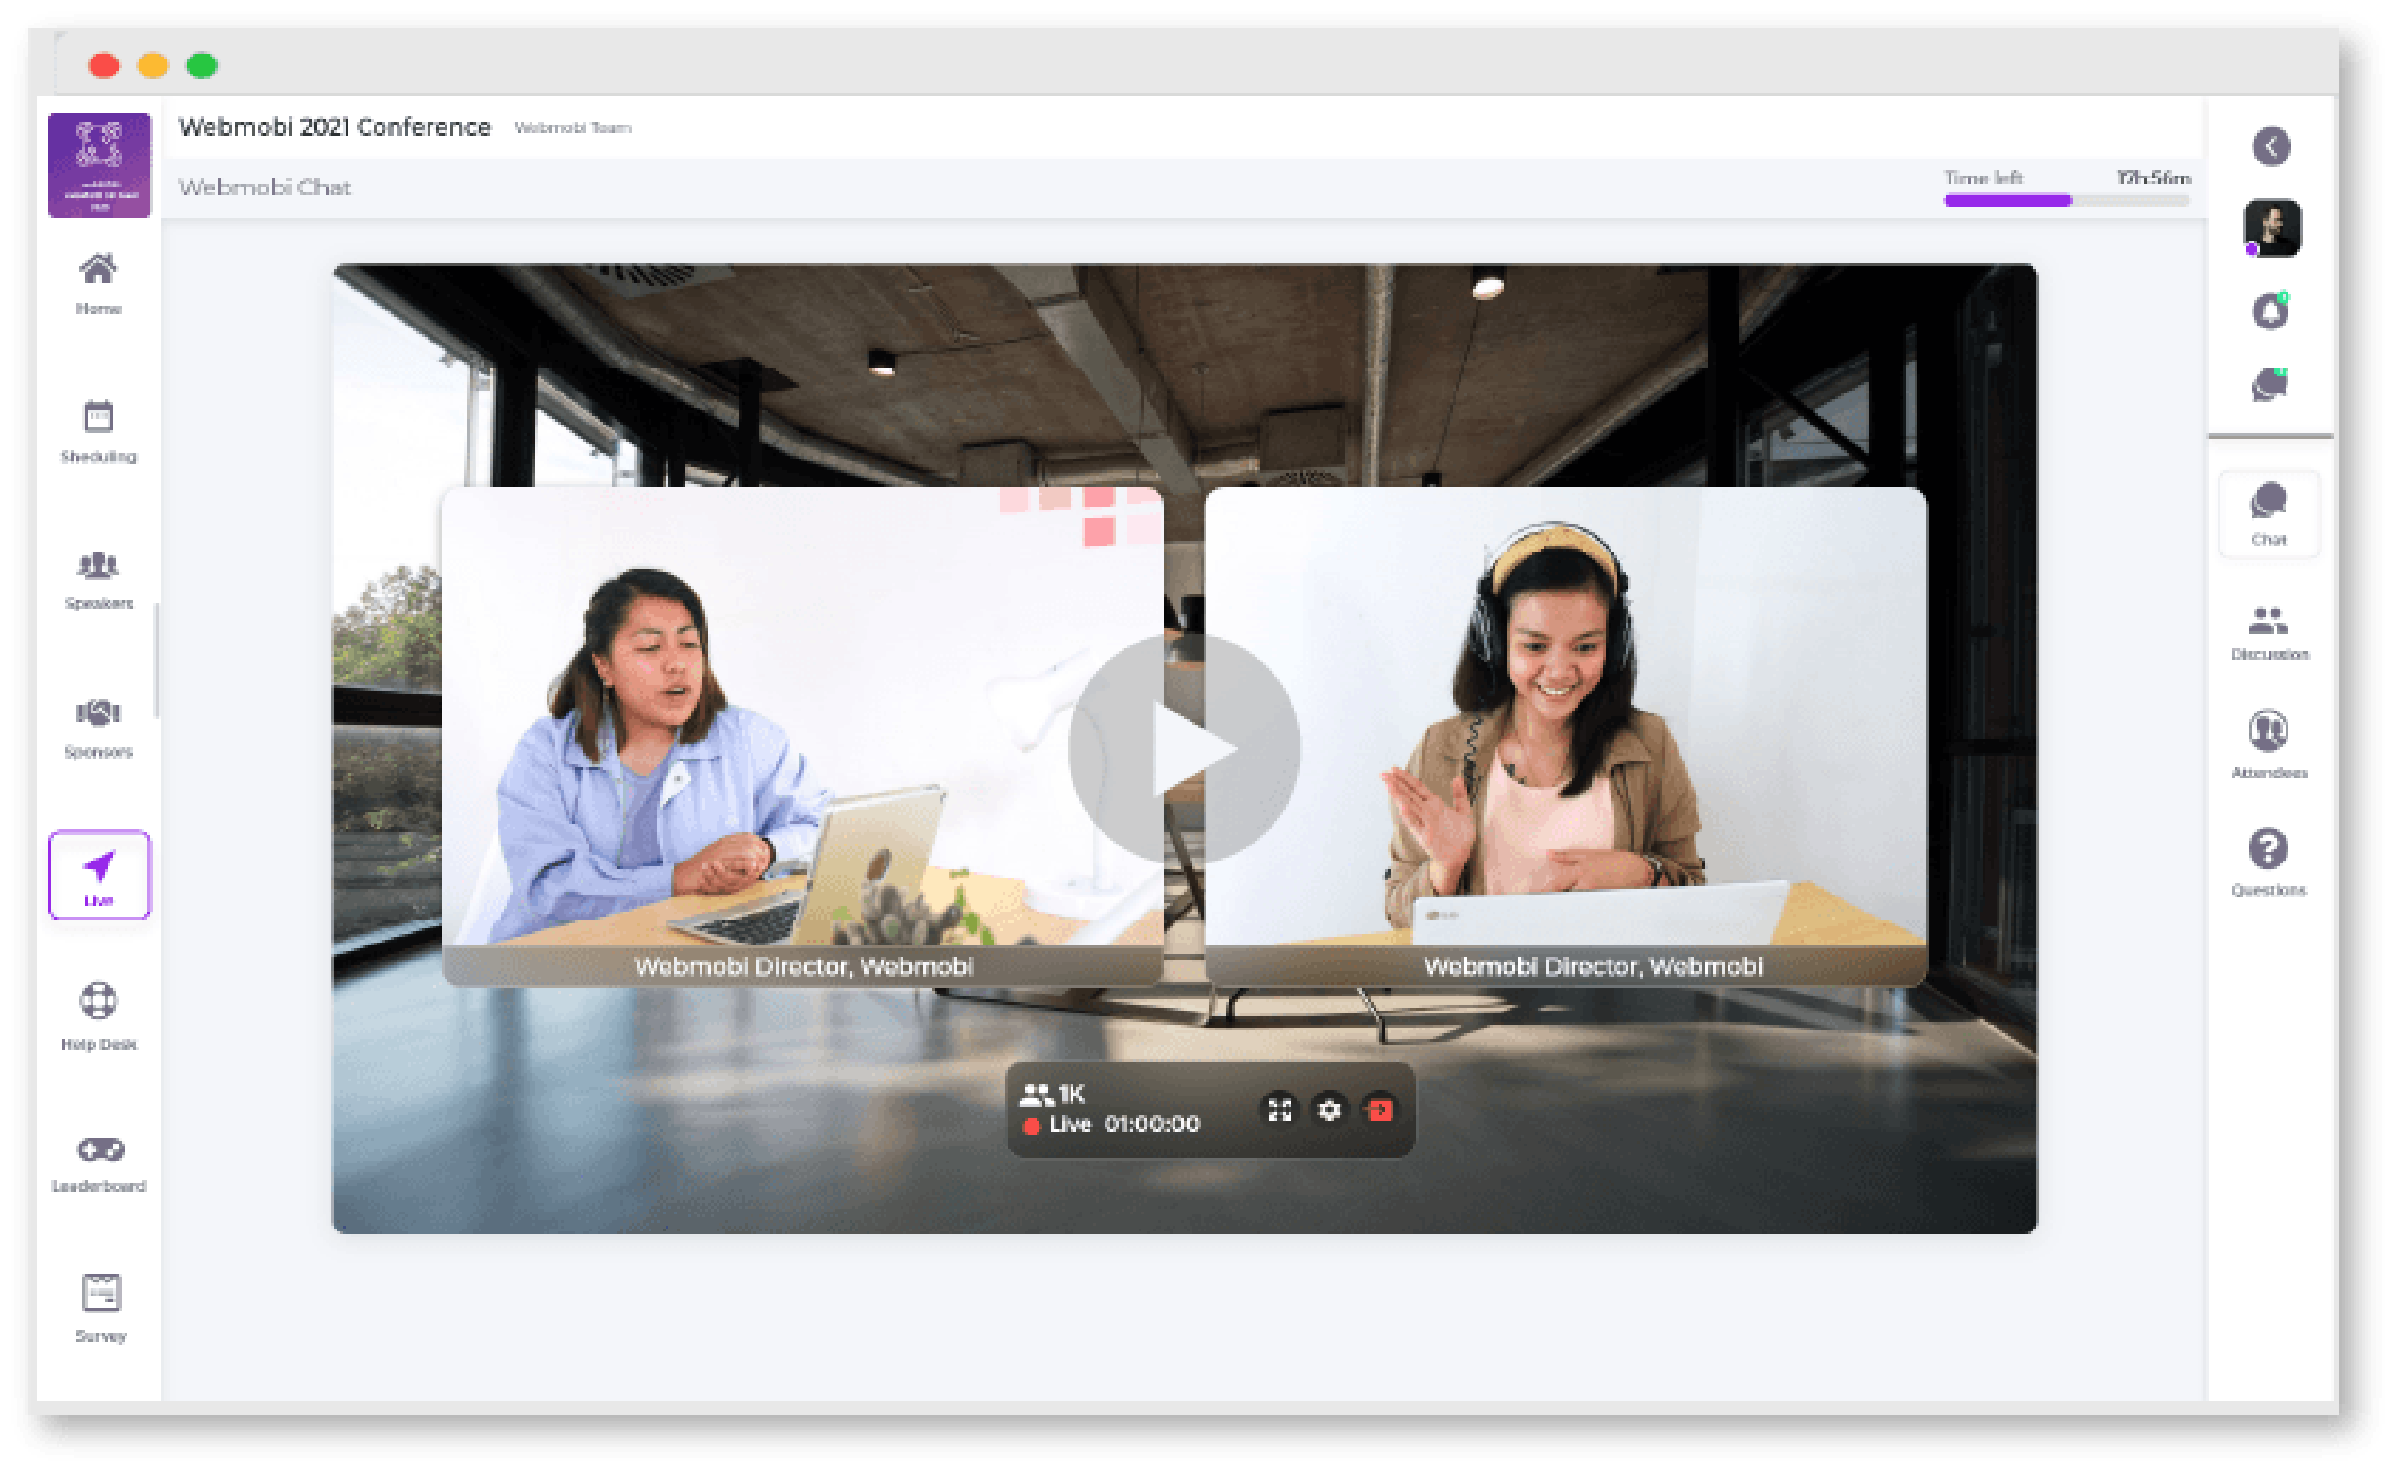 Webmobi 2021 Conference Webmobi Team
Webmobi Chat
Time left 17h:56m
Home
Sheduling
Speakers
Sponsors
Live
Help Desk
Leaderboard
Survey
Webmobi Director, Webmobi
Webmobi Director, Webmobi
1K
Live 01:00:00
Chat
Discussion
Attendees
Questions